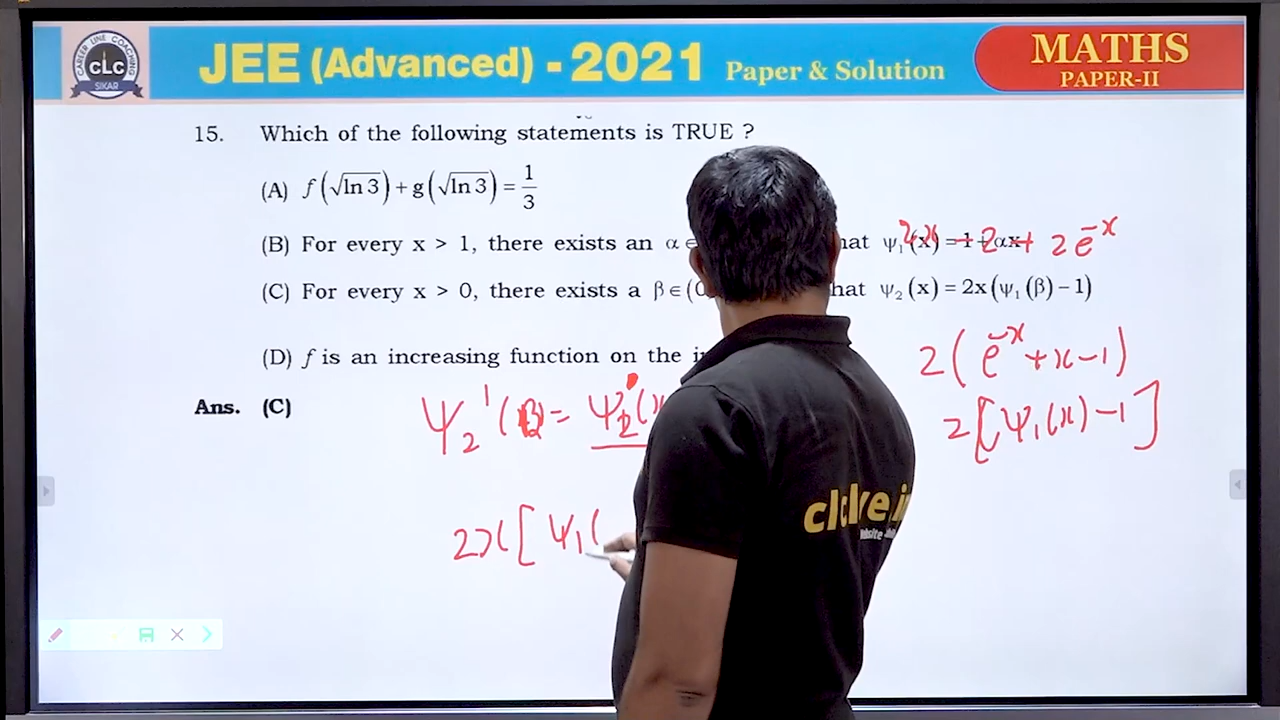 CAREER LINE COACHING
CLC
SIKAR
JEE (Advanced) - 2021 Paper & Solution
MATHS
PAPER-II
15. Which of the following statements is TRUE ?
(A) f(√ln 3) + g(√ln 3) = 1/3
(B) For every x > 1, there exists an α ∈ hat ψ₁(x) = 1 + αx
2x - 2 + 2e⁻ˣ
(C) For every x > 0, there exists a β ∈ (0 hat ψ₂(x) = 2x(ψ₁(β) − 1)
(D) f is an increasing function on the i
2(e⁻ˣ + x − 1)
Ans. (C)
ψ₂'(β = ψ₂(x
2[ψ₁(x) − 1]
2x[ψ₁(